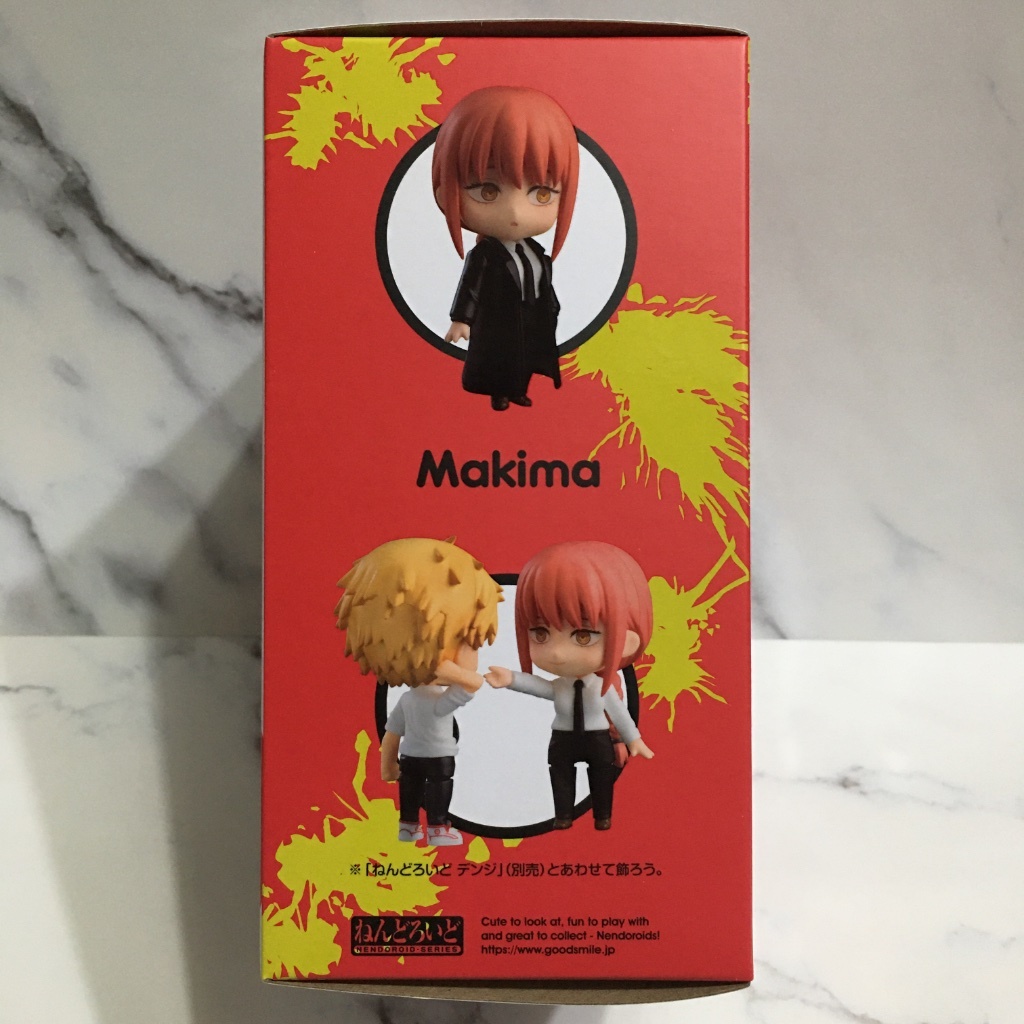 Makima
※「ねんどろいど デンジ」（別売）とあわせて飾ろう。
ねんどろいど
NENDOROID-SERIES
Cute to look at, fun to play with
and great to collect - Nendoroids!
https://www.goodsmile.jp